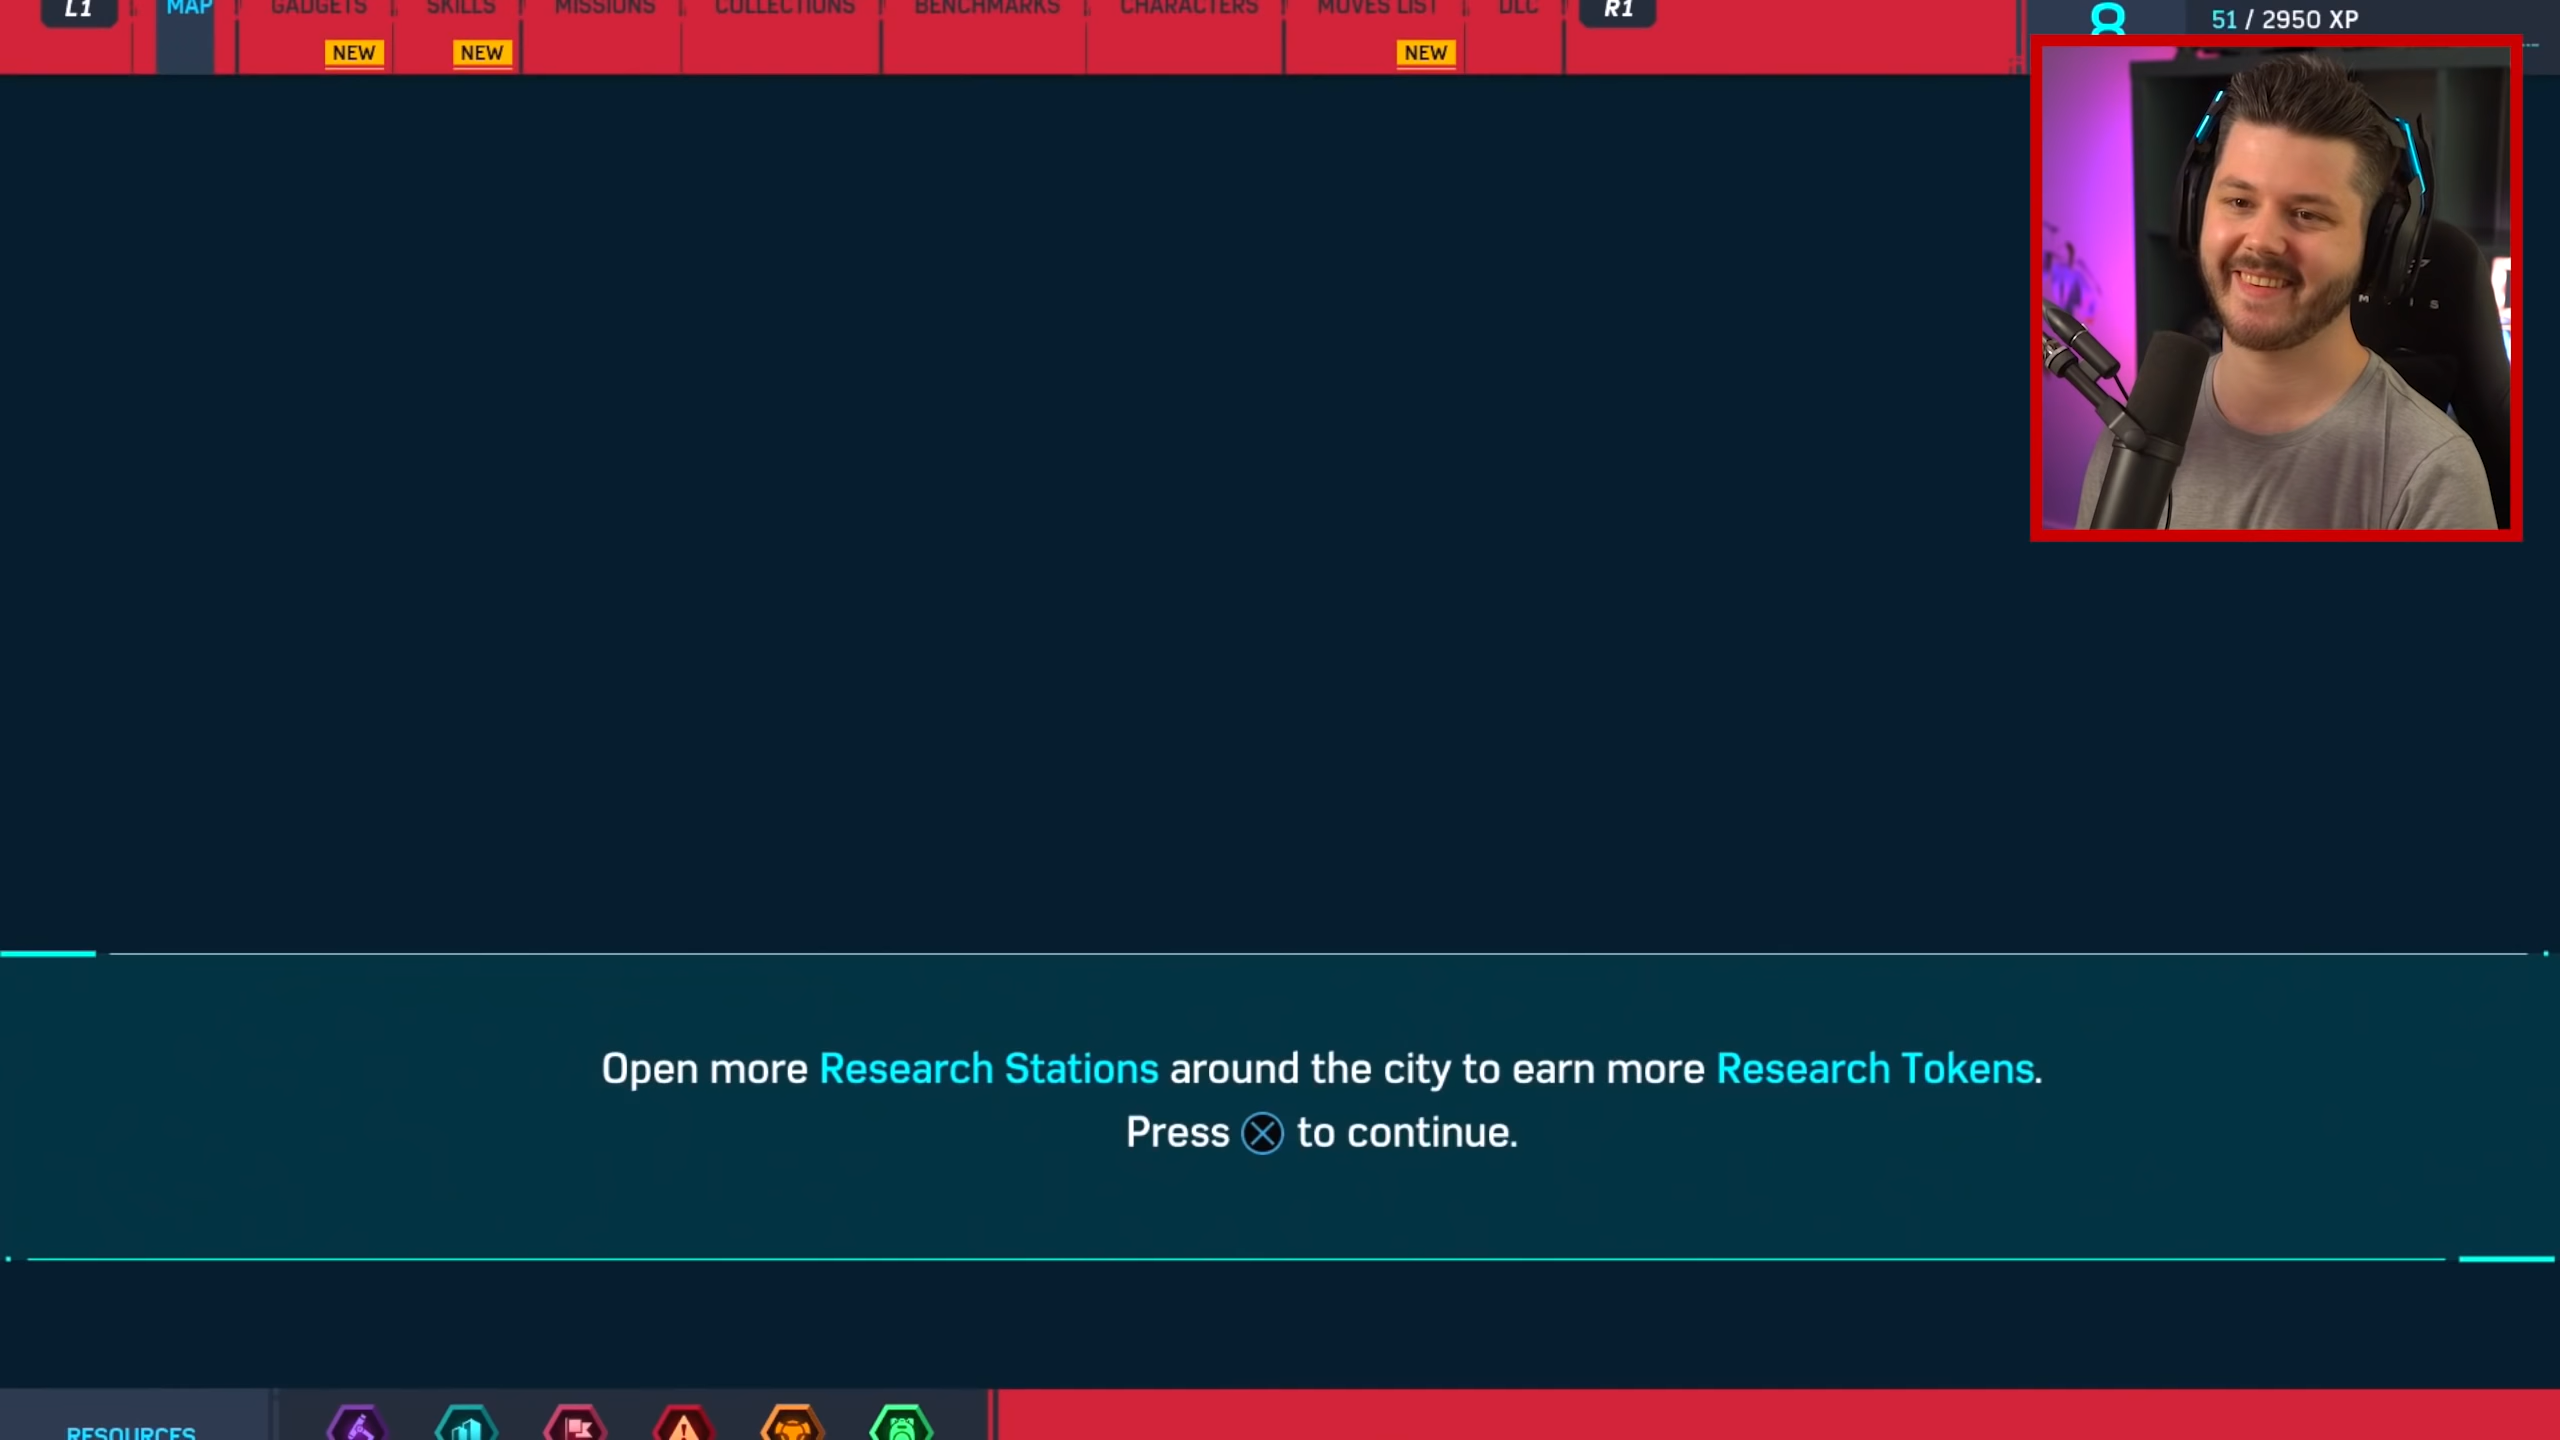 L1 MAP GADGETS SKILLS MISSIONS COLLECTIONS BENCHMARKS CHARACTERS MOVES LIST DLC R1
8
51 / 2950 XP
NEW NEW NEW
Open more Research Stations around the city to earn more Research Tokens.
Press ⓧ to continue.
RESOURCES